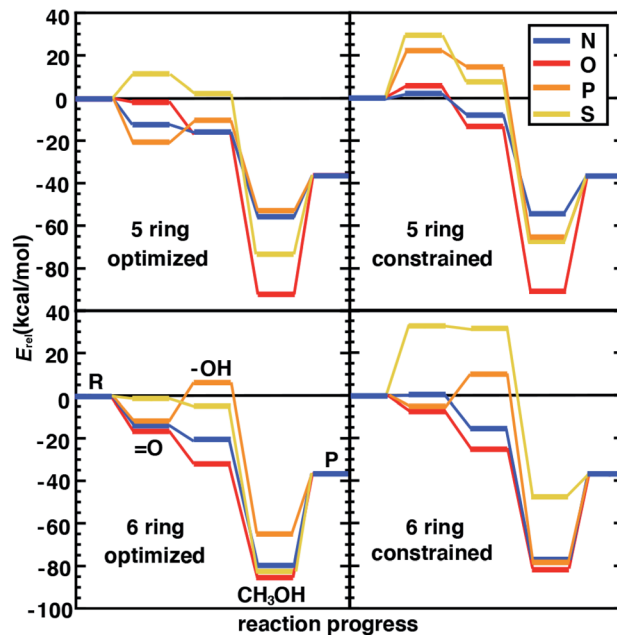 40
20
0
-20
-40
-60
-80
5 ring
optimized
5 ring
constrained
N
O
P
S
40
20
0
-20
-40
-60
-80
-100
E_rel(kcal/mol)
R
=O
-OH
CH₃OH
P
6 ring
optimized
6 ring
constrained
reaction progress